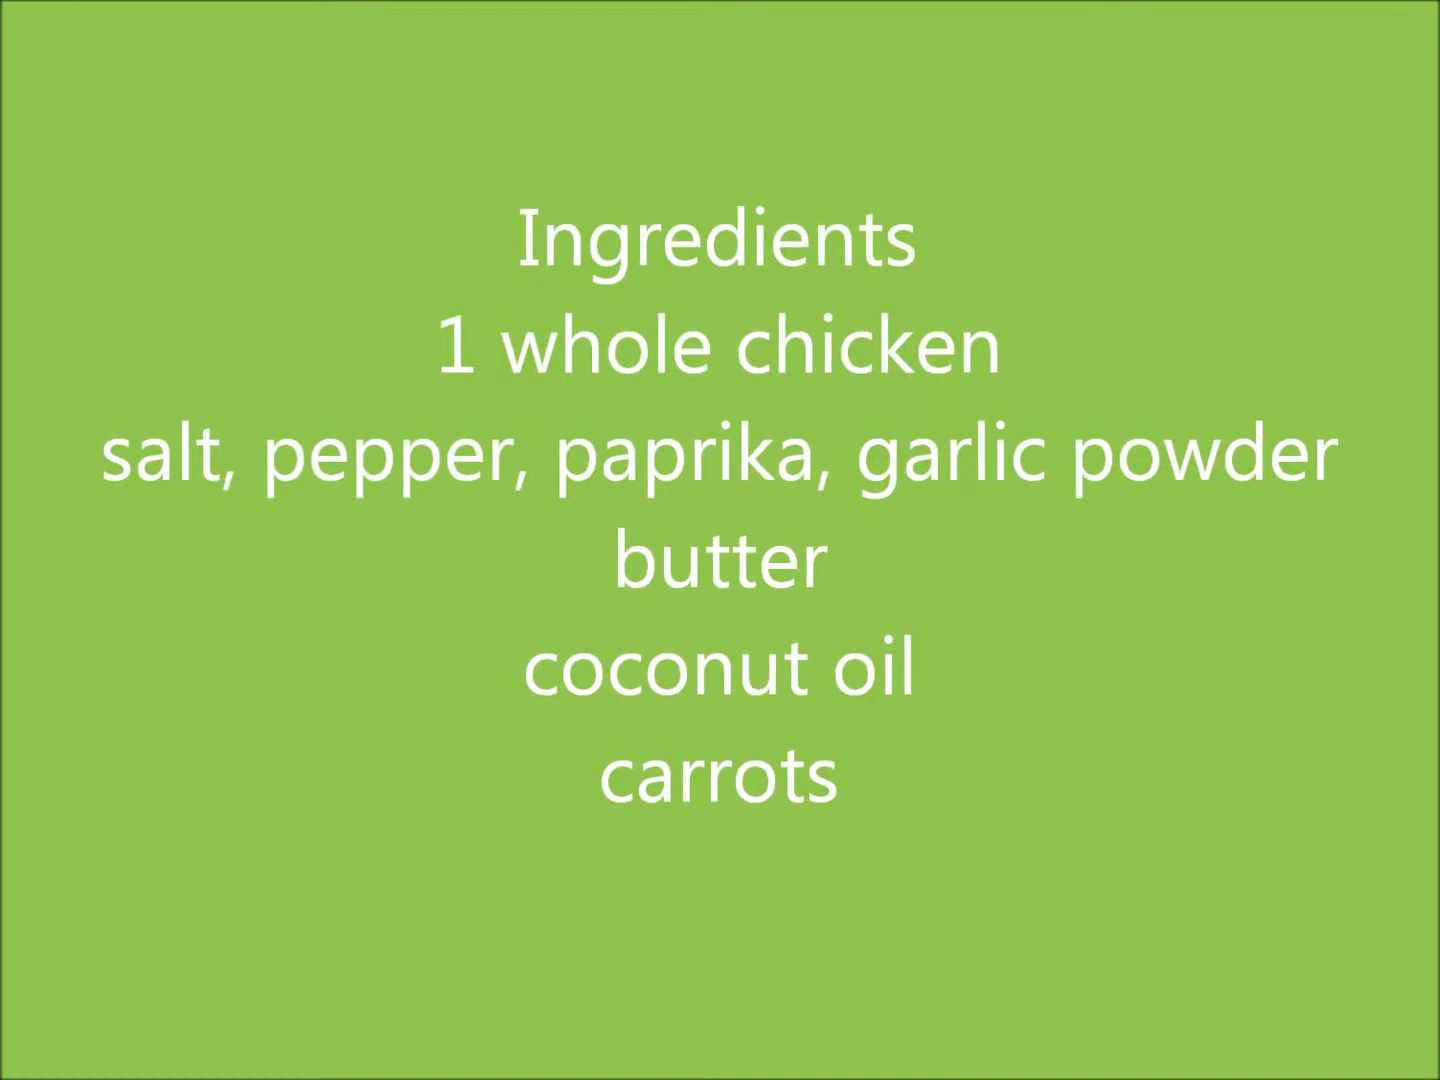 Ingredients
1 whole chicken
salt, pepper, paprika, garlic powder
butter
coconut oil
carrots